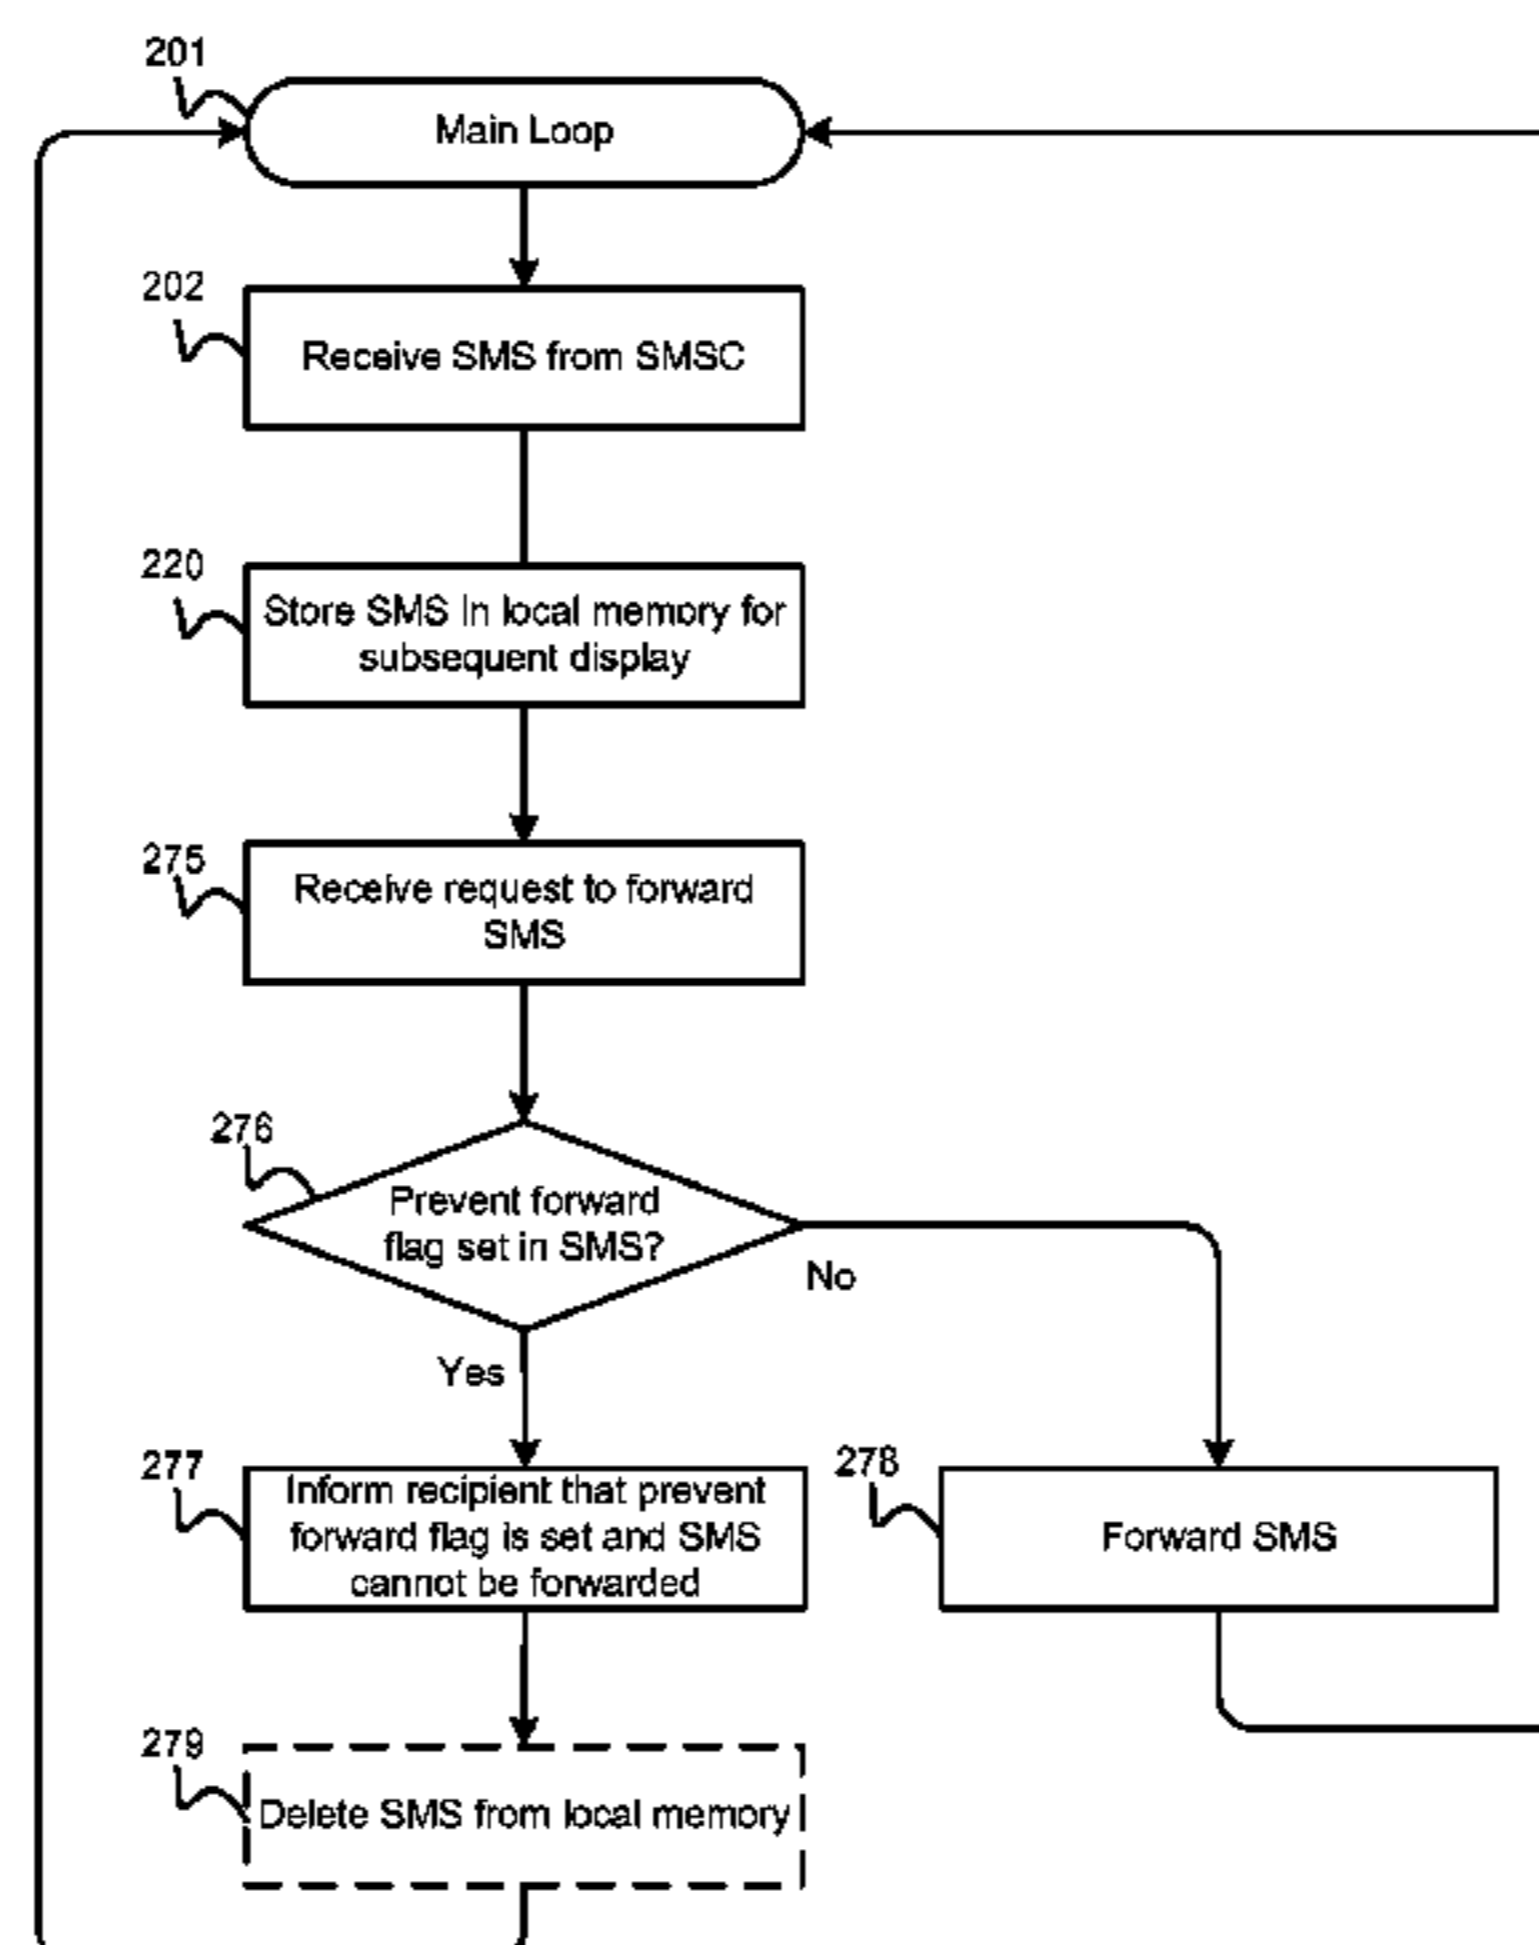 201
Main Loop
202
Receive SMS from SMSC
220
Store SMS in local memory for
subsequent display
275
Receive request to forward
SMS
276
Prevent forward
flag set in SMS?
No
Yes
277
Inform recipient that prevent
forward flag is set and SMS
cannot be forwarded
278
Forward SMS
279
Delete SMS from local memory